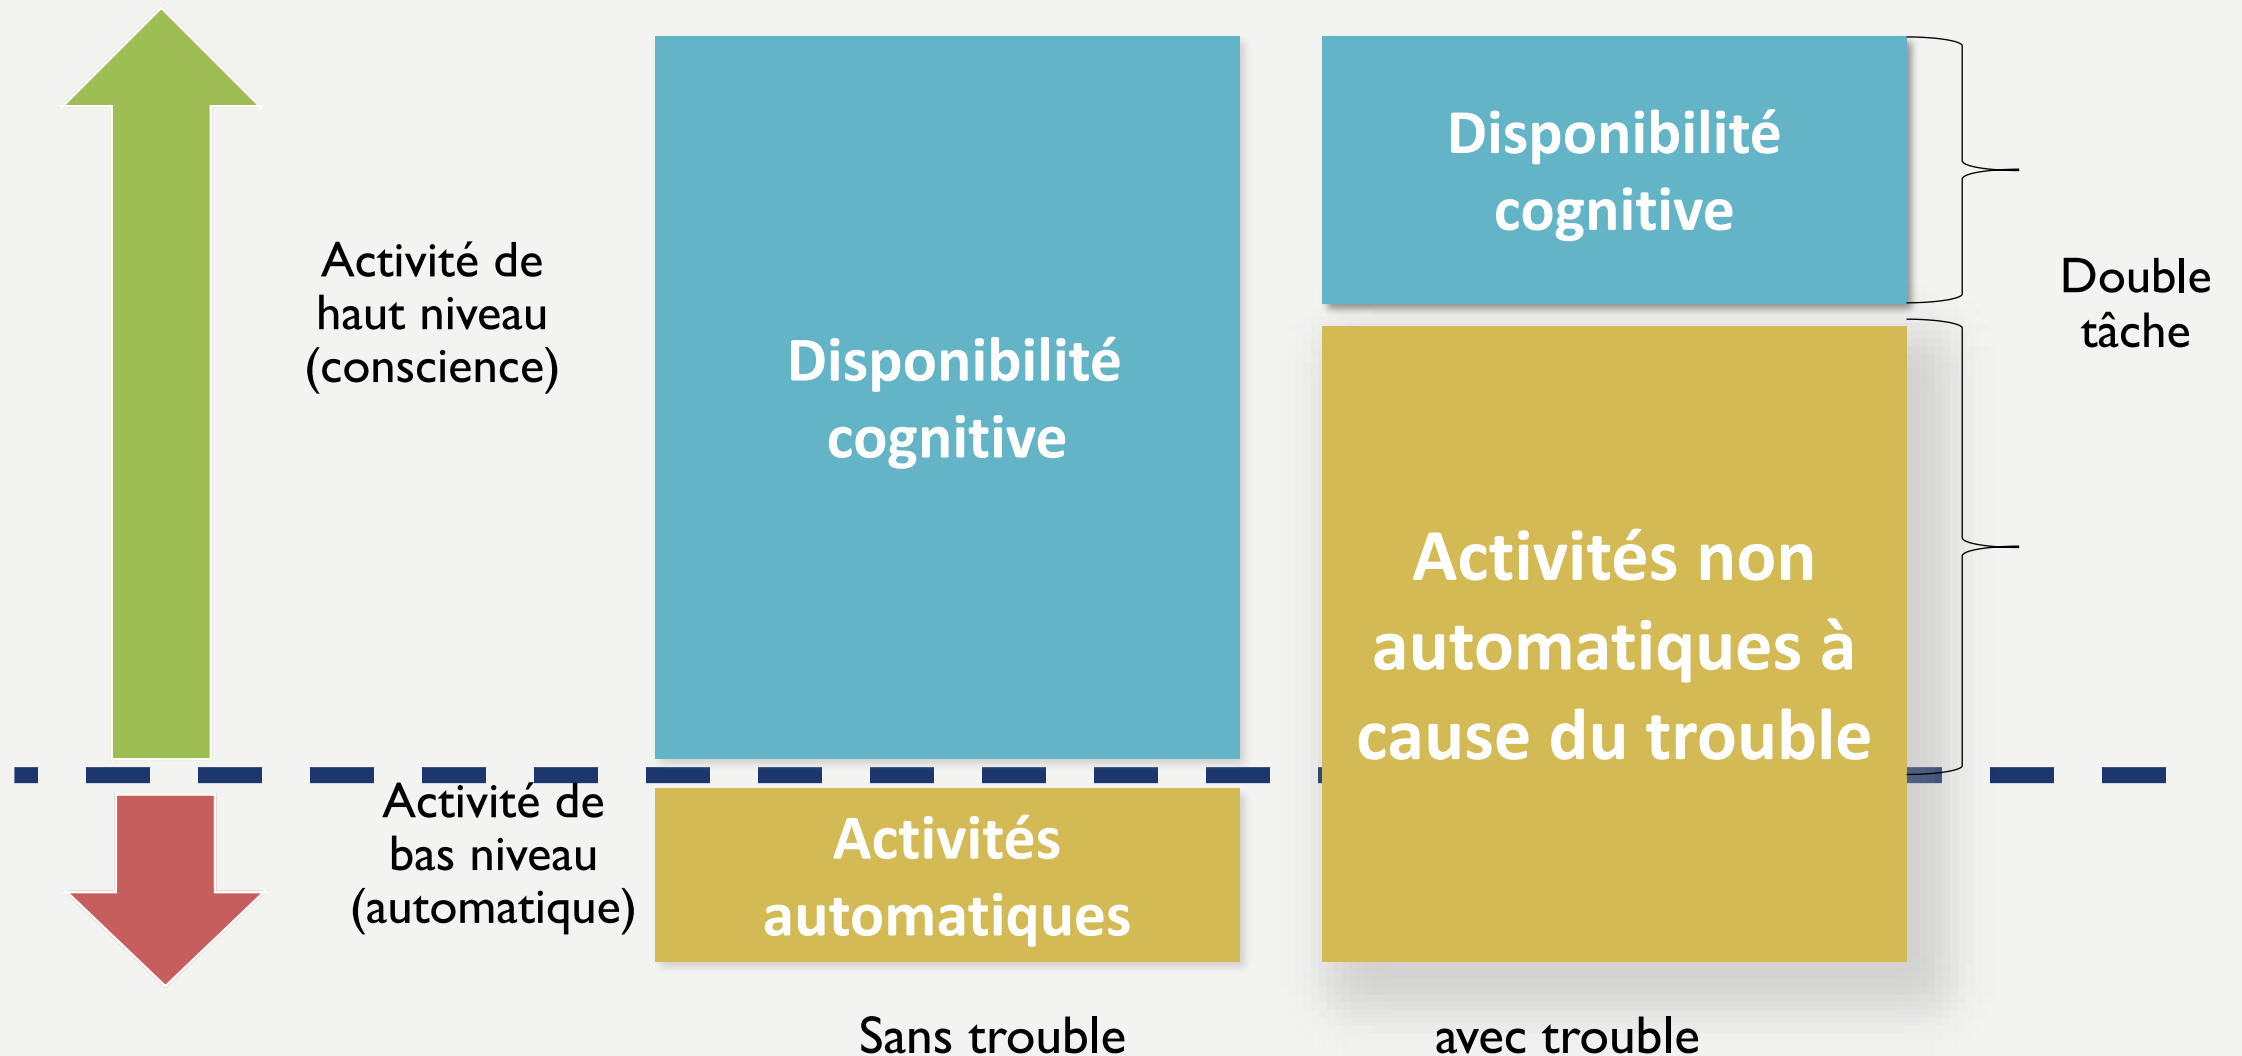 Activité de
haut niveau
(conscience)
Disponibilité
cognitive
Disponibilité
cognitive
Double
tâche
Activités non
automatiques à
cause du trouble
Activité de
bas niveau
(automatique)
Activités
automatiques
Sans trouble
avec trouble